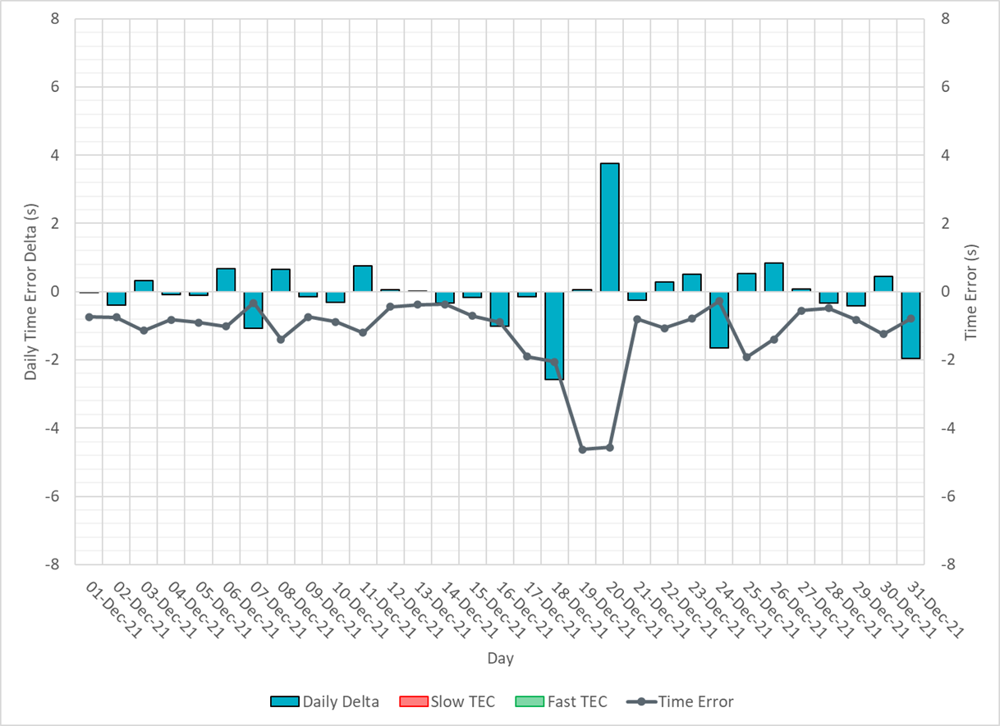 8 8
6 6
4 4
2 2
0 0
-2 -2
-4 -4
-6 -6
-8 -8
Daily Time Error Delta (s)
Time Error (s)
01-Dec-21
02-Dec-21
03-Dec-21
04-Dec-21
05-Dec-21
06-Dec-21
07-Dec-21
08-Dec-21
09-Dec-21
10-Dec-21
11-Dec-21
12-Dec-21
13-Dec-21
14-Dec-21
15-Dec-21
16-Dec-21
17-Dec-21
18-Dec-21
19-Dec-21
20-Dec-21
21-Dec-21
22-Dec-21
23-Dec-21
24-Dec-21
25-Dec-21
26-Dec-21
27-Dec-21
28-Dec-21
29-Dec-21
30-Dec-21
31-Dec-21
Day
Daily Delta Slow TEC Fast TEC Time Error